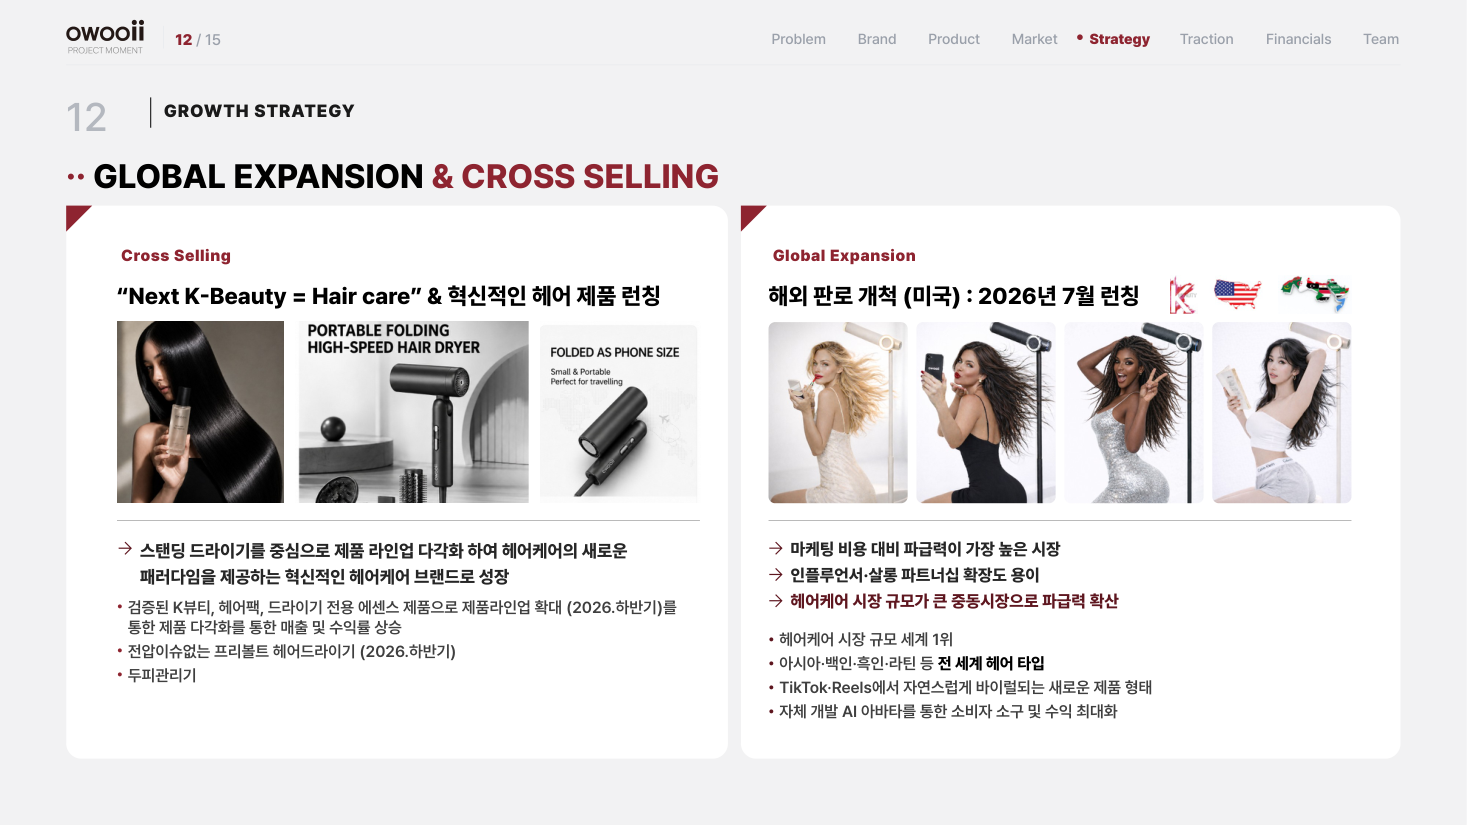 owooii
PROJECT MOMENT
12 / 15
Problem
Brand
Product
Market
• Strategy
Traction
Financials
Team
12
GROWTH STRATEGY
•• GLOBAL EXPANSION & CROSS SELLING
Cross Selling
“Next K-Beauty = Hair care” & 혁신적인 헤어 제품 런칭
PORTABLE FOLDING
HIGH-SPEED HAIR DRYER
FOLDED AS PHONE SIZE
Small & Portable
Perfect for travelling
→ 스탠딩 드라이기를 중심으로 제품 라인업 다각화 하여 헤어케어의 새로운
패러다임을 제공하는 혁신적인 헤어케어 브랜드로 성장
• 검증된 K뷰티, 헤어팩, 드라이기 전용 에센스 제품으로 제품라인업 확대 (2026.하반기)를
통한 제품 다각화를 통한 매출 및 수익률 상승
• 전압이슈없는 프리볼트 헤어드라이기 (2026.하반기)
• 두피관리기
Global Expansion
해외 판로 개척 (미국) : 2026년 7월 런칭
K
→ 마케팅 비용 대비 파급력이 가장 높은 시장
→ 인플루언서·살롱 파트너십 확장도 용이
→ 헤어케어 시장 규모가 큰 중동시장으로 파급력 확산
• 헤어케어 시장 규모 세계 1위
• 아시아·백인·흑인·라틴 등 전 세계 헤어 타입
• TikTok·Reels에서 자연스럽게 바이럴되는 새로운 제품 형태
• 자체 개발 AI 아바타를 통한 소비자 소구 및 수익 최대화